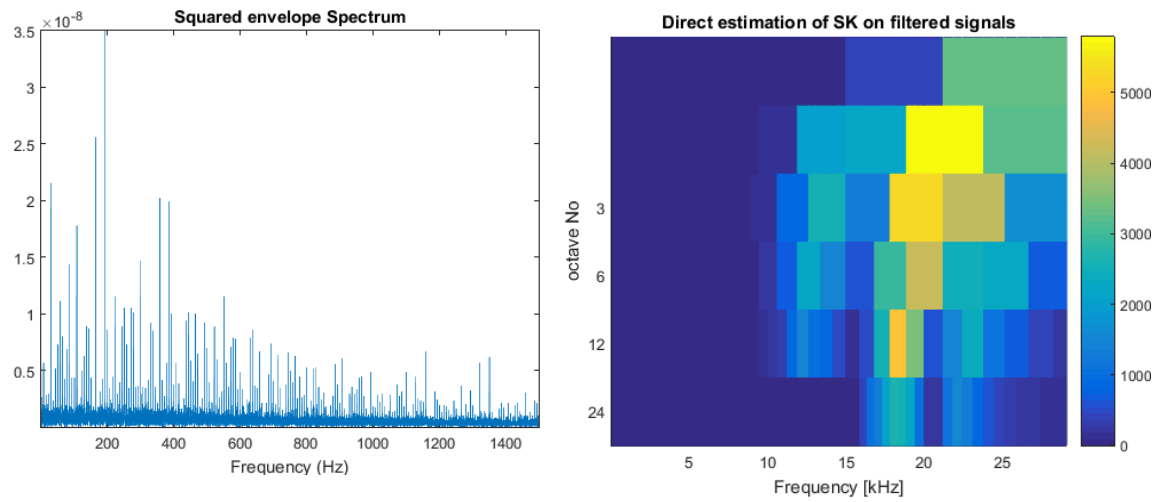 Squared envelope Spectrum
×10-8
3.5
3
2.5
2
1.5
1
0.5
200 400 600 800 1000 1200 1400
Frequency (Hz)
Direct estimation of SK on filtered signals
octave No
3
6
12
24
5 10 15 20 25
Frequency [kHz]
5000
4000
3000
2000
1000
0